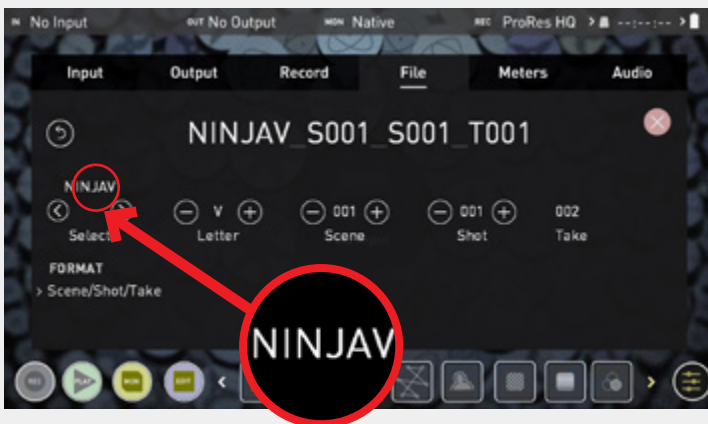 IN No Input OUT No Output MON Native REC ProRes HQ > --:--:-- >
Input Output Record File Meters Audio
NINJAV_S001_S001_T001
NINJAV
V 001 001 002
Select Letter Scene Shot Take
FORMAT
> Scene/Shot/Take
NINJAV
REC PLAY MON EDIT